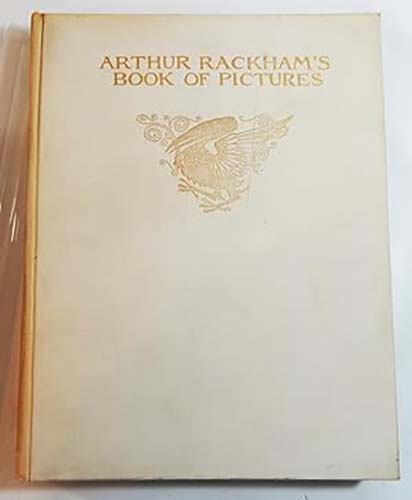 ARTHUR RACKHAM'S
BOOK OF PICTURES